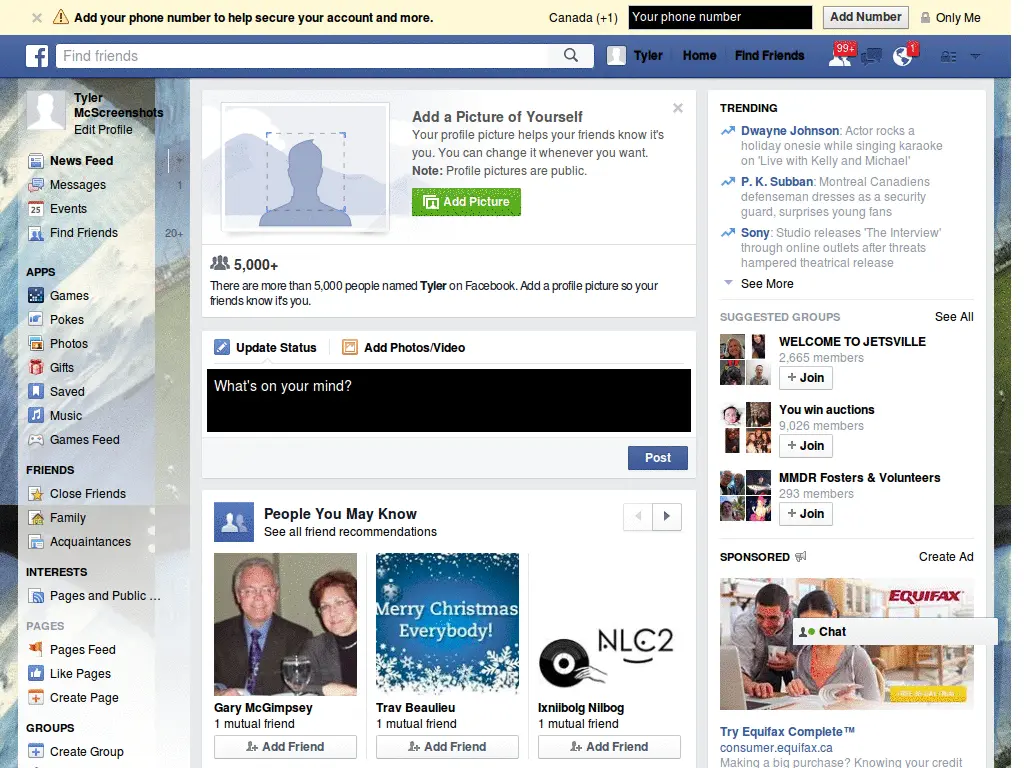 Add your phone number to help secure your account and more.
Canada (+1)
Your phone number
Add Number
Only Me
Find friends
Tyler
Home
Find Friends
99+
1
Tyler
McScreenshots
Edit Profile
News Feed
Messages
1
Events
25
Find Friends
20+
APPS
Games
Pokes
Photos
Gifts
Saved
Music
Games Feed
FRIENDS
Close Friends
Family
Acquaintances
INTERESTS
Pages and Public ...
PAGES
Pages Feed
Like Pages
Create Page
GROUPS
Create Group
Add a Picture of Yourself
Your profile picture helps your friends know it's
you. You can change it whenever you want.
Note: Profile pictures are public.
Add Picture
5,000+
There are more than 5,000 people named Tyler on Facebook. Add a profile picture so your
friends know it's you.
Update Status
Add Photos/Video
What's on your mind?
Post
People You May Know
See all friend recommendations
Merry Christmas
Everybody!
NLC2
Gary McGimpsey
1 mutual friend
Add Friend
Trav Beaulieu
1 mutual friend
Add Friend
Ixniibolg Nilbog
1 mutual friend
Add Friend
TRENDING
Dwayne Johnson: Actor rocks a
holiday onesie while singing karaoke
on 'Live with Kelly and Michael'
P. K. Subban: Montreal Canadiens
defenseman dresses as a security
guard, surprises young fans
Sony: Studio releases 'The Interview'
through online outlets after threats
hampered theatrical release
See More
SUGGESTED GROUPS
See All
WELCOME TO JETSVILLE
2,665 members
+ Join
You win auctions
9,026 members
+ Join
MMDR Fosters & Volunteers
293 members
+ Join
SPONSORED
Create Ad
EQUIFAX
Chat
Try Equifax Complete™
consumer.equifax.ca
Making a big purchase? Knowing your credit